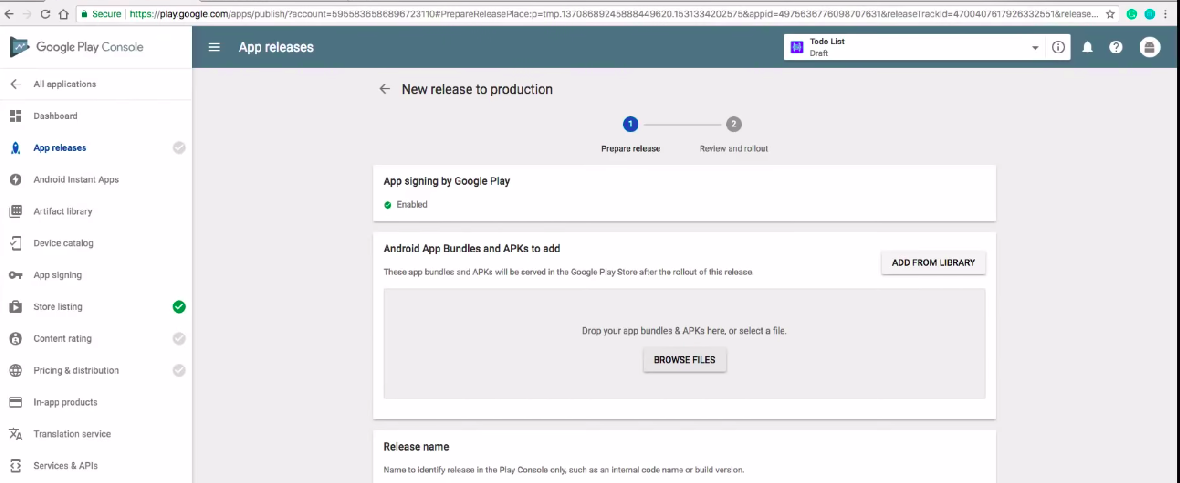 Secure https://play.google.com/apps/publish/?account=5955836586896723110#PrepareReleasePlace:p=tmp.13708689245888449620.1531334202575&appid=4975636776098707631&releaseTrackId=4700407617926332551&release...
Google Play Console
App releases
Todo List
Draft
All applications
Dashboard
App releases
Android Instant Apps
Artifact library
Device catalog
App signing
Store listing
Content rating
Pricing & distribution
In-app products
Translation service
Services & APIs
New release to production
1
2
Prepare release
Review and rollout
App signing by Google Play
Enabled
Android App Bundles and APKs to add
ADD FROM LIBRARY
These app bundles and APKs will be served in the Google Play Store after the rollout of this release.
Drop your app bundles & APKs here, or select a file.
BROWSE FILES
Release name
Name to identify release in the Play Console only, such as an internal code name or build version.